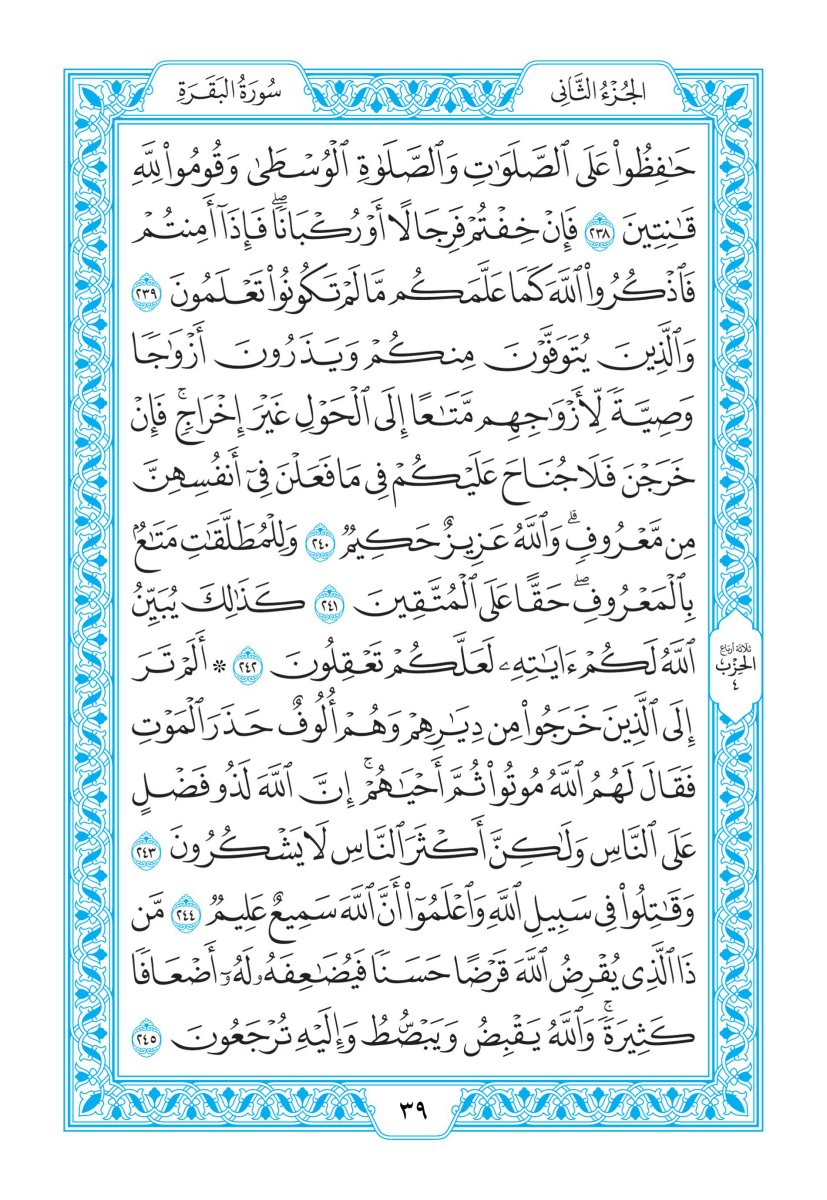 الجُزْءُ الثَّانِي
سُورَةُ البَقَرَةِ
حَٰفِظُوا۟ عَلَى ٱلصَّلَوَٰتِ وَٱلصَّلَوٰةِ ٱلْوُسْطَىٰ وَقُومُوا۟ لِلَّهِ
قَٰنِتِينَ ٢٣٨ فَإِنْ خِفْتُمْ فَرِجَالًا أَوْ رُكْبَانًا ۖ فَإِذَآ أَمِنتُمْ
فَٱذْكُرُوا۟ ٱللَّهَ كَمَا عَلَّمَكُم مَّا لَمْ تَكُونُوا۟ تَعْلَمُونَ ٢٣٩
وَٱلَّذِينَ يُتَوَفَّوْنَ مِنكُمْ وَيَذَرُونَ أَزْوَٰجًا
وَصِيَّةً لِّأَزْوَٰجِهِم مَّتَٰعًا إِلَى ٱلْحَوْلِ غَيْرَ إِخْرَاجٍ ۚ فَإِنْ
خَرَجْنَ فَلَا جُنَاحَ عَلَيْكُمْ فِى مَا فَعَلْنَ فِىٓ أَنفُسِهِنَّ
مِن مَّعْرُوفٍ ۗ وَٱللَّهُ عَزِيزٌ حَكِيمٌ ٢٤٠ وَلِلْمُطَلَّقَٰتِ مَتَٰعٌۢ
بِٱلْمَعْرُوفِ ۖ حَقًّا عَلَى ٱلْمُتَّقِينَ ٢٤١ كَذَٰلِكَ يُبَيِّنُ
ٱللَّهُ لَكُمْ ءَايَٰتِهِۦ لَعَلَّكُمْ تَعْقِلُونَ ٢٤٢ * أَلَمْ تَرَ
إِلَى ٱلَّذِينَ خَرَجُوا۟ مِن دِيَٰرِهِمْ وَهُمْ أُلُوفٌ حَذَرَ ٱلْمَوْتِ
فَقَالَ لَهُمُ ٱللَّهُ مُوتُوا۟ ثُمَّ أَحْيَٰهُمْ ۚ إِنَّ ٱللَّهَ لَذُو فَضْلٍ
عَلَى ٱلنَّاسِ وَلَٰكِنَّ أَكْثَرَ ٱلنَّاسِ لَا يَشْكُرُونَ ٢٤٣
وَقَٰتِلُوا۟ فِى سَبِيلِ ٱللَّهِ وَٱعْلَمُوٓا۟ أَنَّ ٱللَّهَ سَمِيعٌ عَلِيمٌ ٢٤٤ مَّن
ذَا ٱلَّذِى يُقْرِضُ ٱللَّهَ قَرْضًا حَسَنًا فَيُضَٰعِفَهُۥ لَهُۥٓ أَضْعَافًا
كَثِيرَةً ۚ وَٱللَّهُ يَقْبِضُ وَيَبْصُۜطُ وَإِلَيْهِ تُرْجَعُونَ ٢٤٥
ثلاثة أرباع
الحِزْب
٤
٣٩